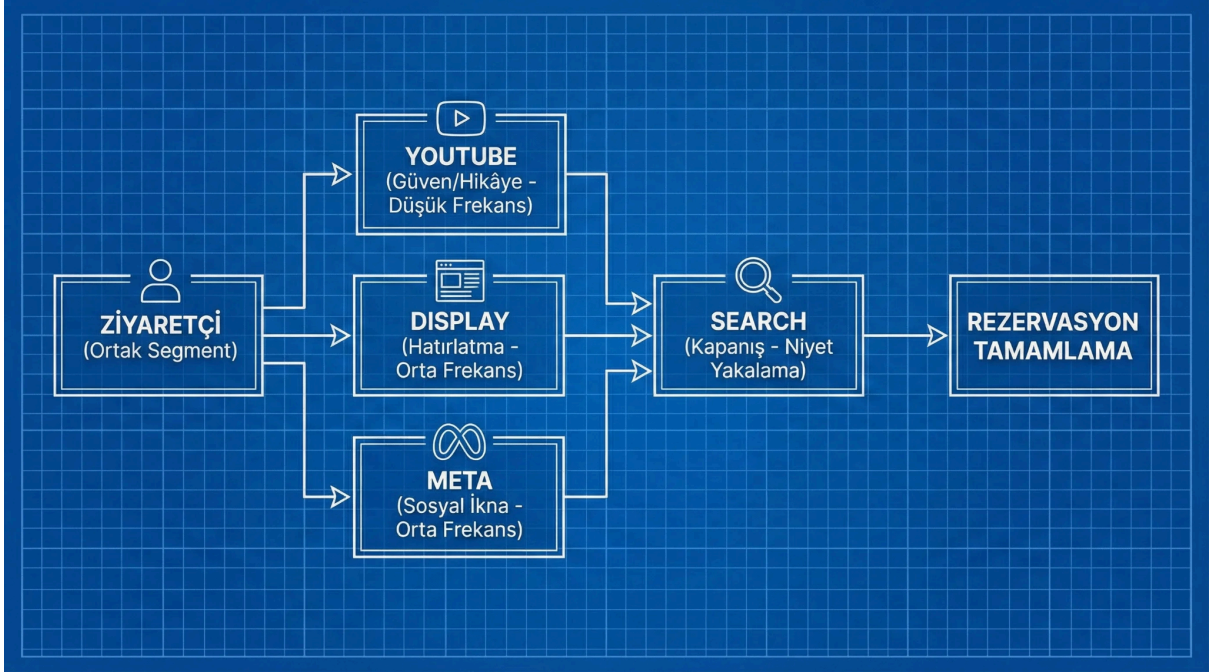 ZİYARETÇİ
(Ortak Segment)
YOUTUBE
(Güven/Hikâye -
Düşük Frekans)
DISPLAY
(Hatırlatma -
Orta Frekans)
META
(Sosyal İkna -
Orta Frekans)
SEARCH
(Kapanış - Niyet
Yakalama)
REZERVASYON
TAMAMLAMA